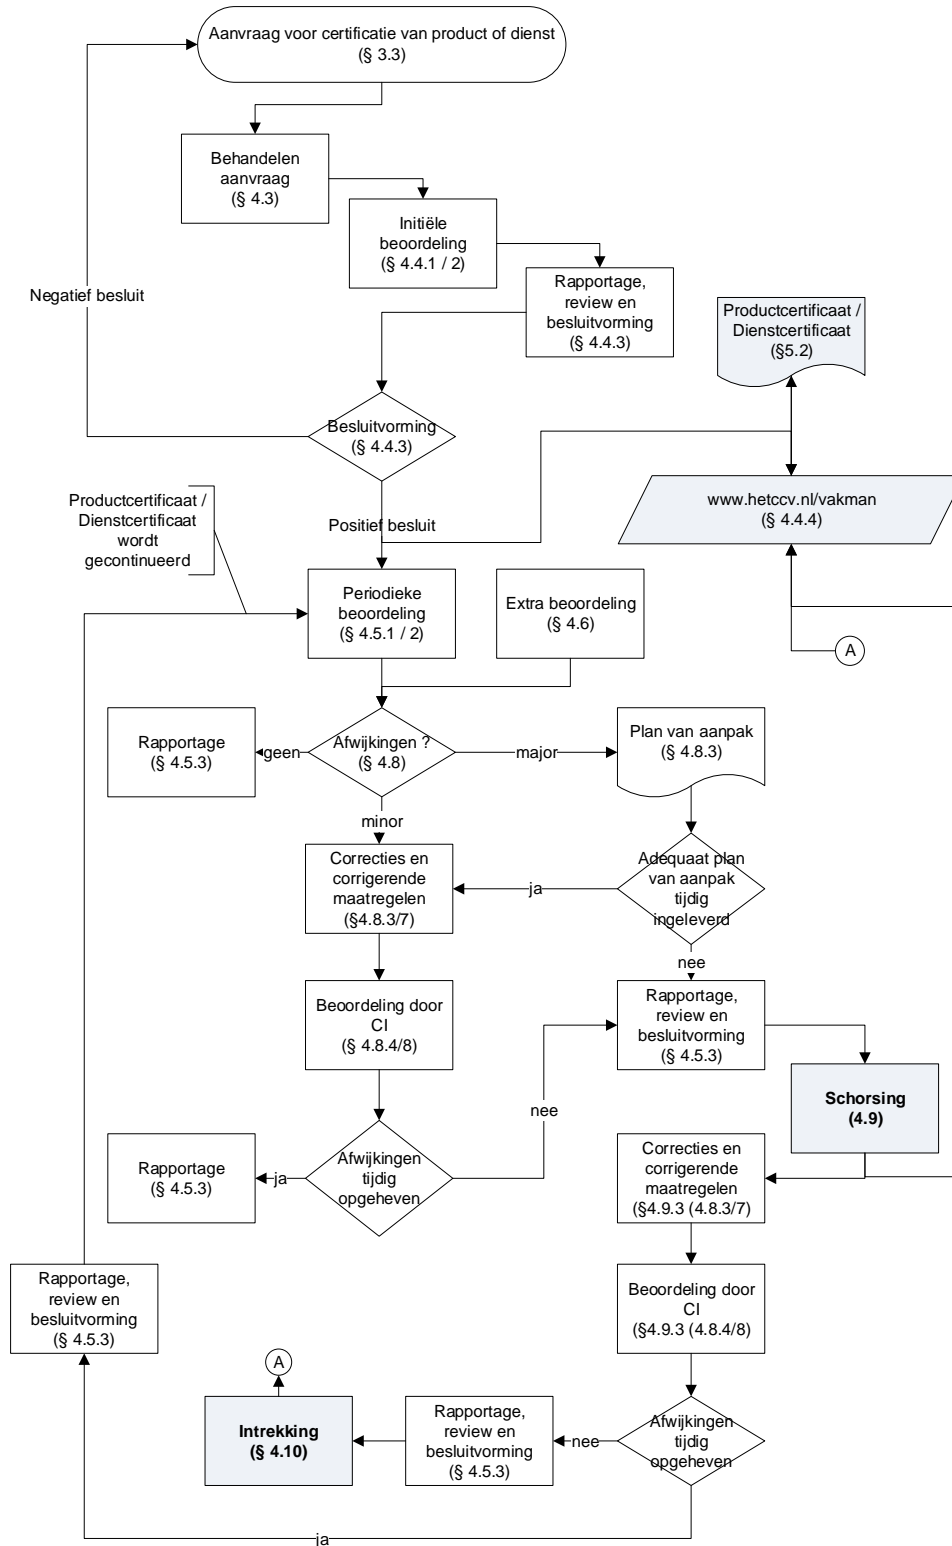 Aanvraag voor certificatie van product of dienst
(§ 3.3)
Behandelen
aanvraag
(§ 4.3)
Initiële
beoordeling
(§ 4.4.1 / 2)
Rapportage,
review en
besluitvorming
(§ 4.4.3)
Negatief besluit
Productcertificaat /
Dienstcertificaat
(§5.2)
Besluitvorming
(§ 4.4.3)
Productcertificaat /
Dienstcertificaat
wordt
gecontinueerd
Positief besluit
www.hetccv.nl/vakman
(§ 4.4.4)
Periodieke
beoordeling
(§ 4.5.1 / 2)
Extra beoordeling
(§ 4.6)
A
Rapportage
(§ 4.5.3)
geen
Afwijkingen ?
(§ 4.8)
major
Plan van aanpak
(§ 4.8.3)
minor
Correcties en
corrigerende
maatregelen
(§4.8.3/7)
ja
Adequaat plan
van aanpak
tijdig
ingeleverd
nee
Beoordeling door
CI
(§ 4.8.4/8)
Rapportage,
review en
besluitvorming
(§ 4.5.3)
Schorsing
(4.9)
nee
Rapportage
(§ 4.5.3)
ja
Afwijkingen
tijdig
opgeheven
Correcties en
corrigerende
maatregelen
(§4.9.3 (4.8.3/7)
Rapportage,
review en
besluitvorming
(§ 4.5.3)
Beoordeling door
CI
(§4.9.3 (4.8.4/8)
A
Intrekking
(§ 4.10)
Rapportage,
review en
besluitvorming
(§ 4.5.3)
nee
Afwijkingen
tijdig
opgeheven
ja